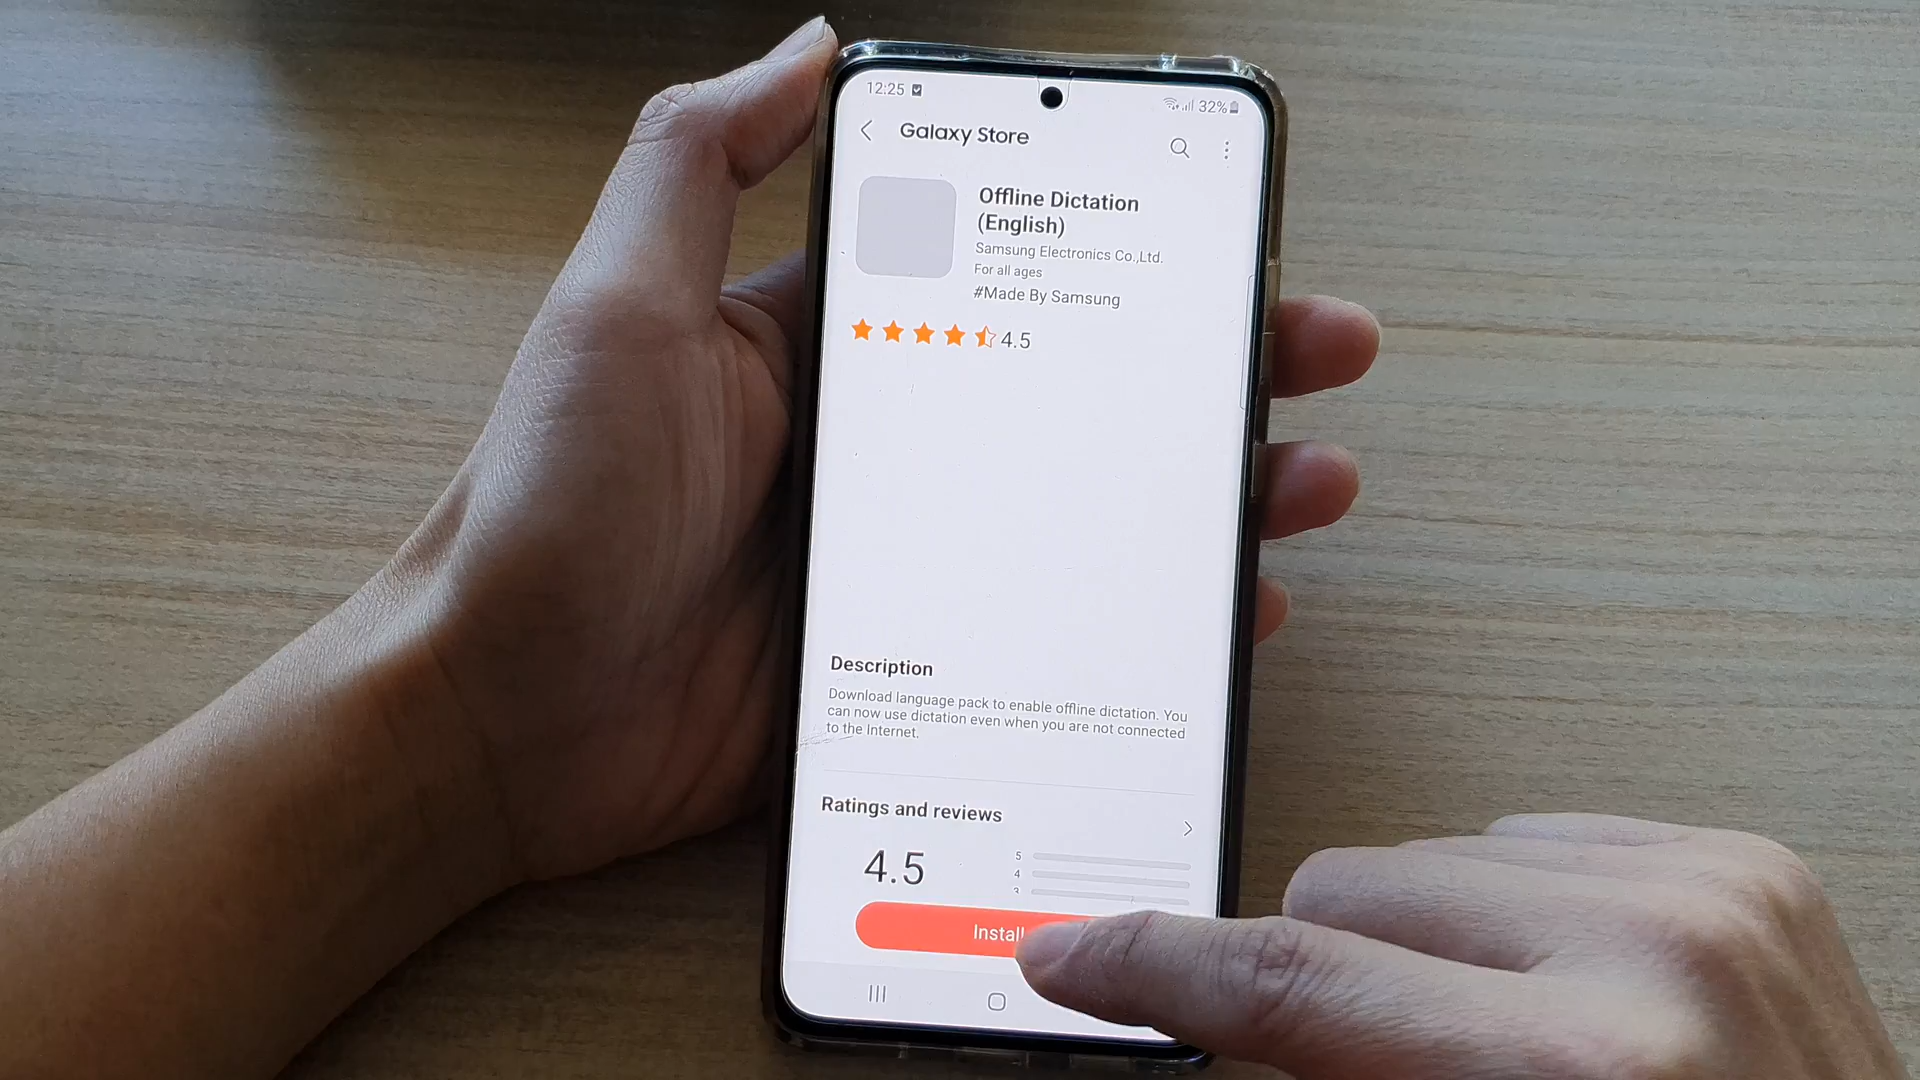 12:25
32%
Galaxy Store
Offline Dictation
(English)
Samsung Electronics Co.,Ltd.
For all ages
#Made By Samsung
4.5
Description
Download language pack to enable offline dictation. You
can now use dictation even when you are not connected
to the Internet.
Ratings and reviews
4.5
5
4
3
Install